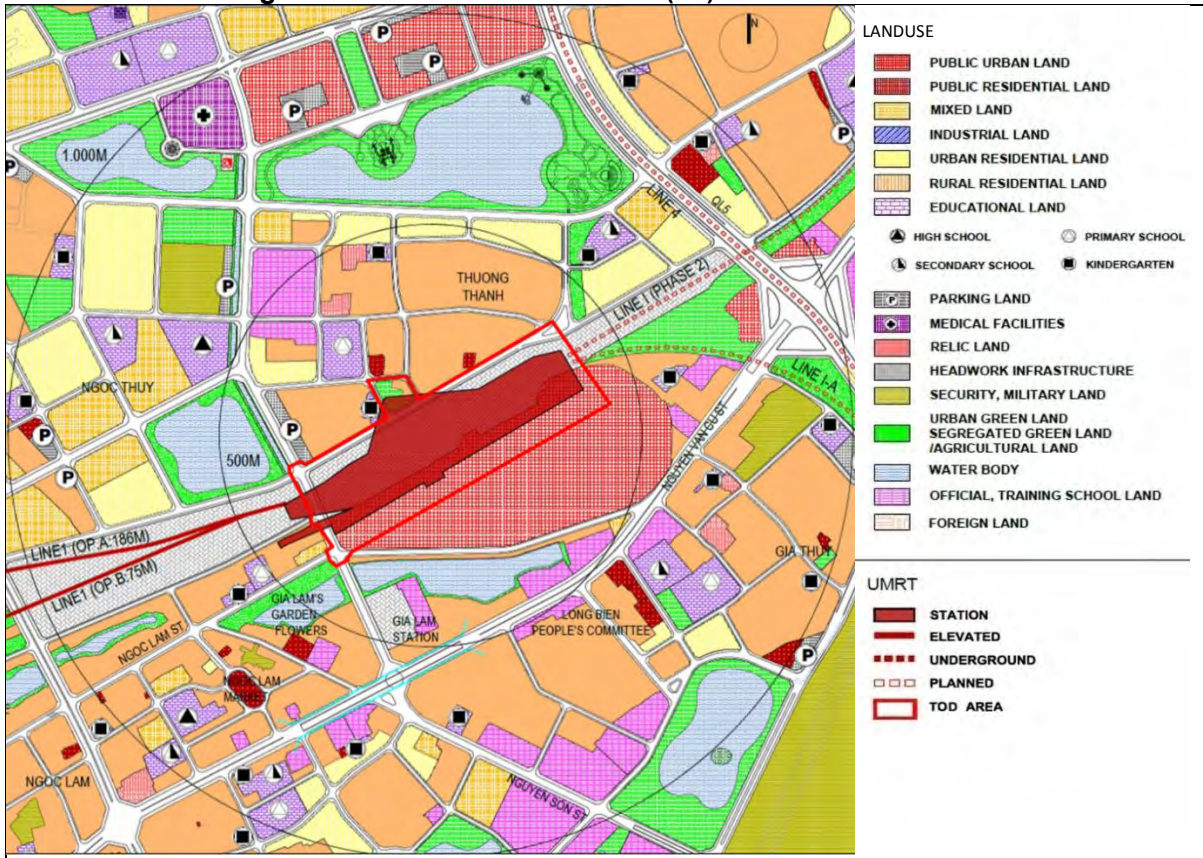 N
1.000M
LINE 4
QL5
THUONG
THANH
LINE 1 (PHASE 2)
LINE 1-A
NGOC THUY
500M
NGUYEN VAN CU ST
LINE1 (OP.A:186M)
LINE1 (OP.B:75M)
GIA THUY
GIA LAM'S
GARDEN
FLOWERS
GIA LAM
STATION
LONG BIEN
PEOPLE'S COMMITTEE
NGOC LAM ST.
NGOC LAM
MARKET
NGOC LAM
NGUYEN SON ST
P
P
P
P
P
P
P
P
P
P
P
LANDUSE
PUBLIC URBAN LAND
PUBLIC RESIDENTIAL LAND
MIXED LAND
INDUSTRIAL LAND
URBAN RESIDENTIAL LAND
RURAL RESIDENTIAL LAND
EDUCATIONAL LAND
HIGH SCHOOL
PRIMARY SCHOOL
SECONDARY SCHOOL
KINDERGARTEN
P PARKING LAND
MEDICAL FACILITIES
RELIC LAND
HEADWORK INFRASTRUCTURE
SECURITY, MILITARY LAND
URBAN GREEN LAND
SEGREGATED GREEN LAND
/AGRICULTURAL LAND
WATER BODY
OFFICIAL, TRAINING SCHOOL LAND
FOREIGN LAND
UMRT
STATION
ELEVATED
UNDERGROUND
PLANNED
TOD AREA